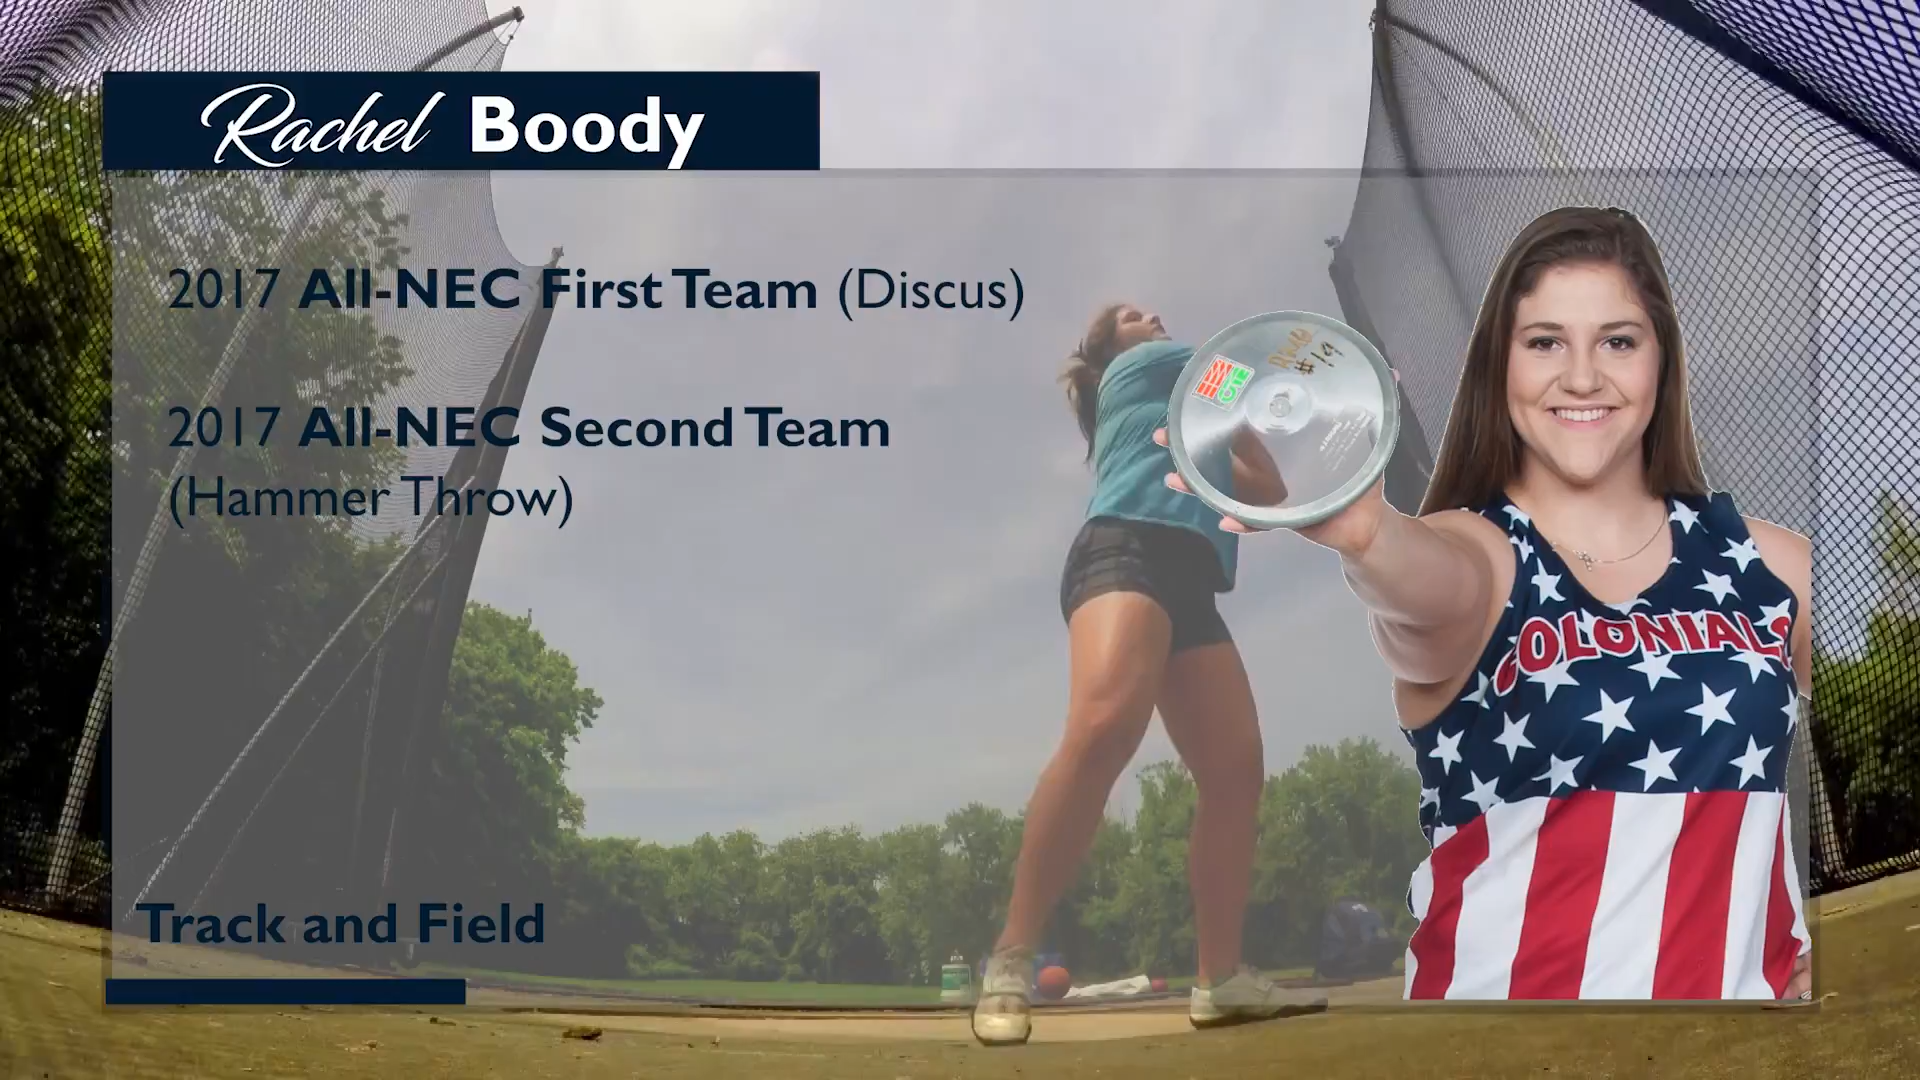 Rachel Boody
2017 All-NEC First Team (Discus)
2017 All-NEC Second Team
(Hammer Throw)
#19
COLONIALS
Track and Field